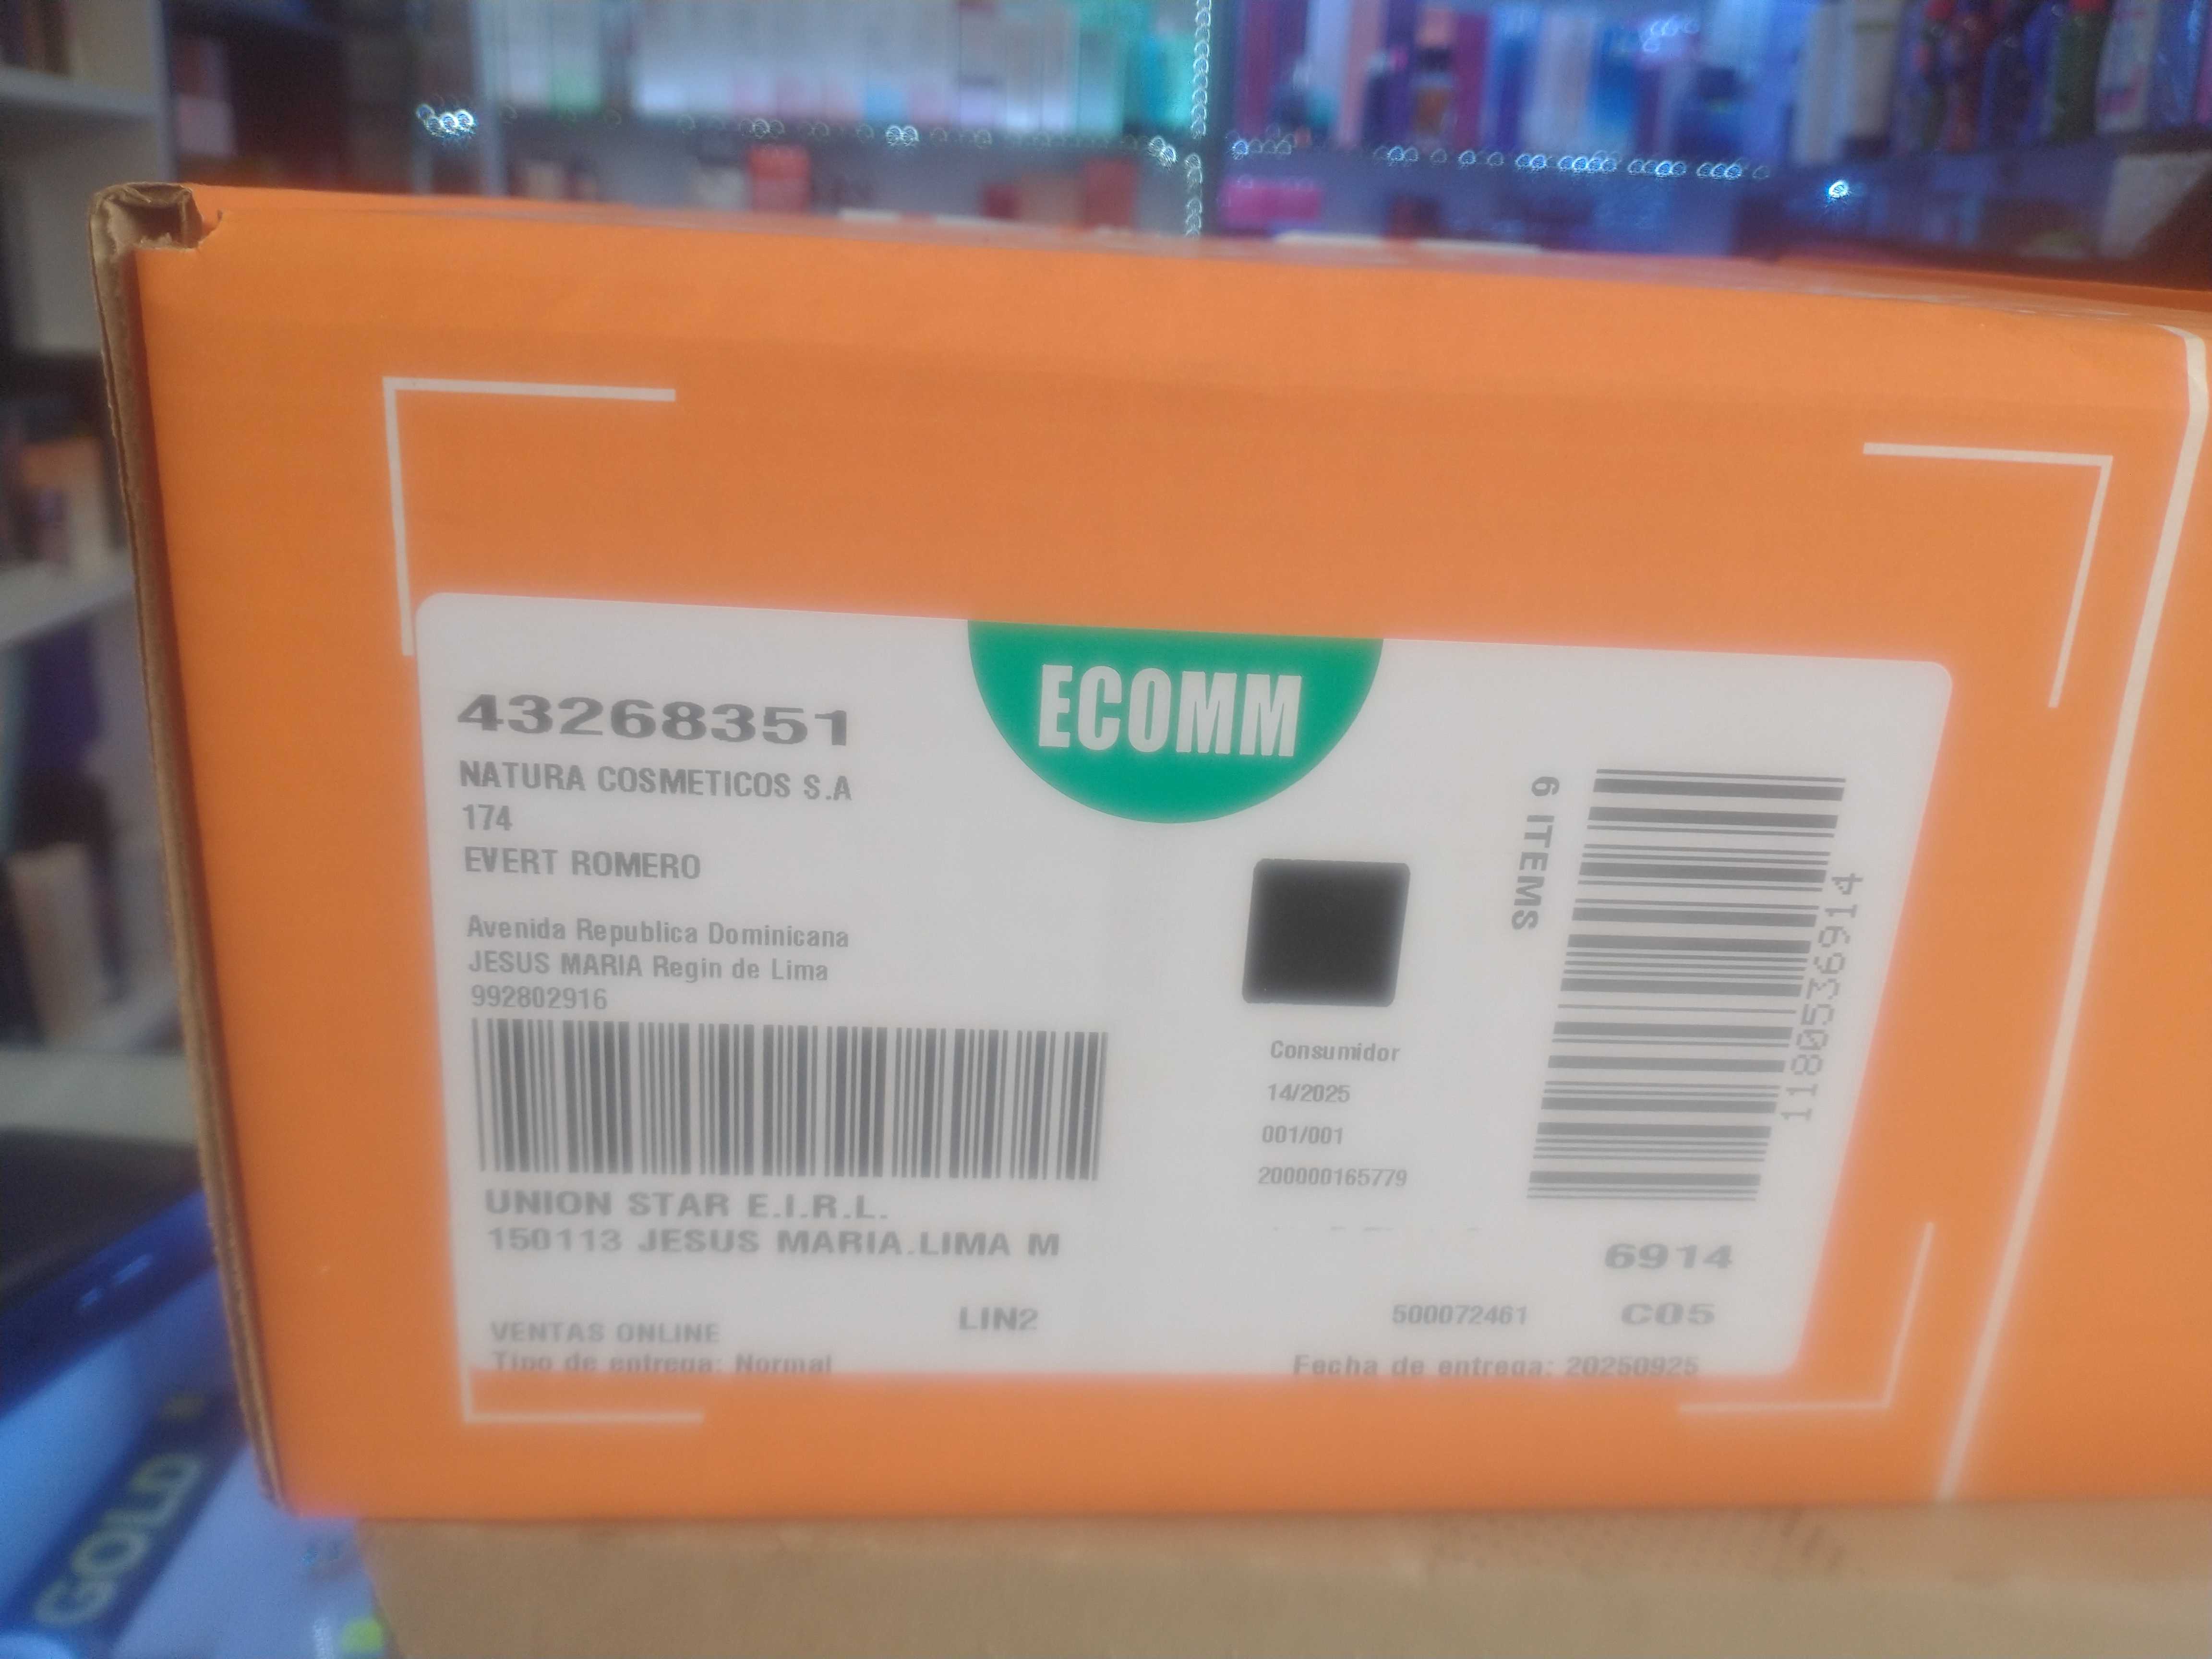 ECOMM
43268351
NATURA COSMETICOS S.A
174
EVERT ROMERO
Avenida Republica Dominicana
JESUS MARIA Regin de Lima
992802916
UNION STAR E.I.R.L.
150113 JESUS MARIA.LIMA M
VENTAS ONLINE
LIN2
Tipo de entrega: Normal
Consumidor
14/2025
001/001
200000165779
6 ITEMS
1180536914
6914
500072461
C05
Fecha de entrega: 20250925
GOLD